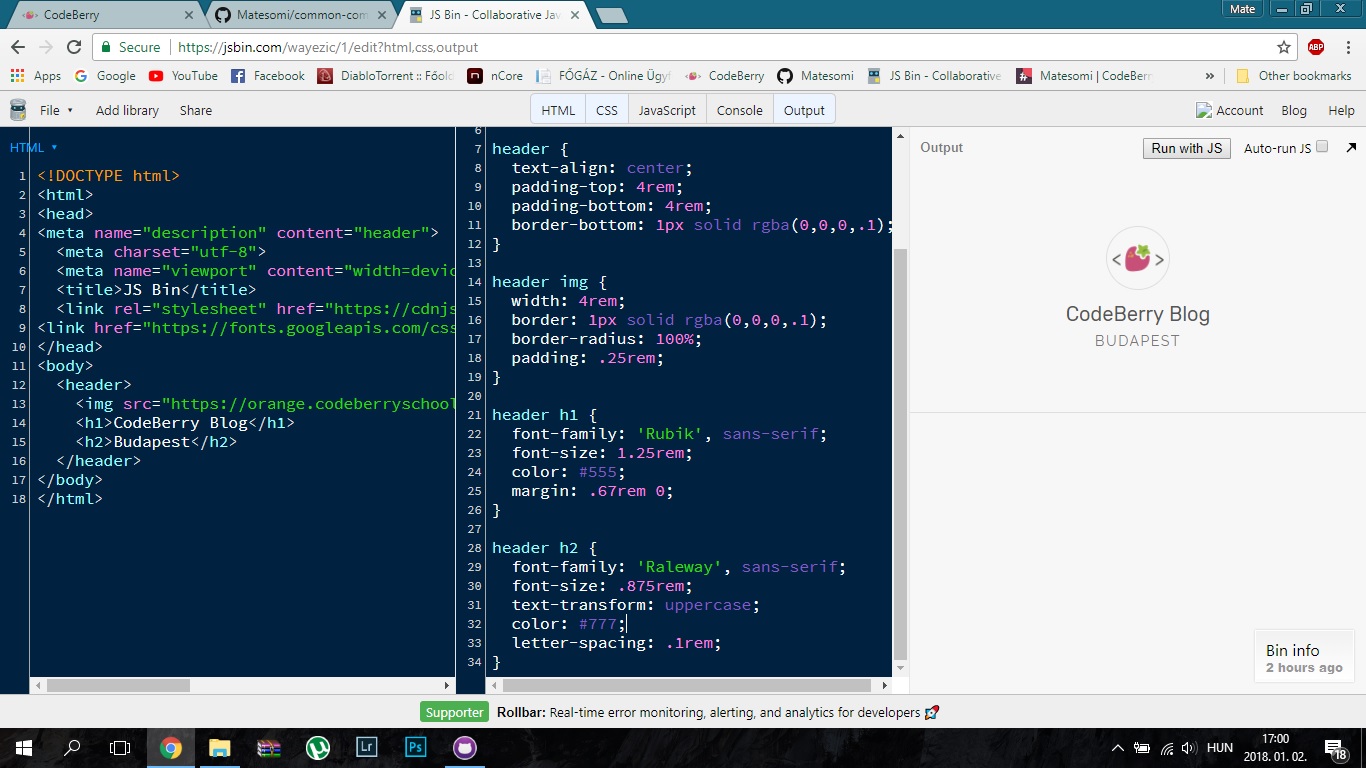 CodeBerry
Matesomi/common-com
JS Bin - Collaborative Jav
Mate
Secure
https://jsbin.com/wayezic/1/edit?html,css,output
ABP
Apps
Google
YouTube
Facebook
DiabloTorrent :: Főold
nCore
FŐGÁZ - Online Ügyf
CodeBerry
Matesomi
JS Bin - Collaborative
Matesomi | CodeBerr
»
Other bookmarks
File
Add library
Share
HTML
CSS
JavaScript
Console
Output
Account
Blog
Help
HTML
1 <!DOCTYPE html>
2 <html>
3 <head>
4 <meta name="description" content="header">
5 <meta charset="utf-8">
6 <meta name="viewport" content="width=devic
7 <title>JS Bin</title>
8 <link rel="stylesheet" href="https://cdnjs
9 <link href="https://fonts.googleapis.com/css
10 </head>
11 <body>
12 <header>
13 <img src="https://orange.codeberryschool
14 <h1>CodeBerry Blog</h1>
15 <h2>Budapest</h2>
16 </header>
17 </body>
18 </html>
6
7 header {
8 text-align: center;
9 padding-top: 4rem;
10 padding-bottom: 4rem;
11 border-bottom: 1px solid rgba(0,0,0,.1);
12 }
13
14 header img {
15 width: 4rem;
16 border: 1px solid rgba(0,0,0,.1);
17 border-radius: 100%;
18 padding: .25rem;
19 }
20
21 header h1 {
22 font-family: 'Rubik', sans-serif;
23 font-size: 1.25rem;
24 color: #555;
25 margin: .67rem 0;
26 }
27
28 header h2 {
29 font-family: 'Raleway', sans-serif;
30 font-size: .875rem;
31 text-transform: uppercase;
32 color: #777;
33 letter-spacing: .1rem;
34 }
Output
Run with JS
Auto-run JS
< >
CodeBerry Blog
BUDAPEST
Bin info
2 hours ago
Supporter
Rollbar: Real-time error monitoring, alerting, and analytics for developers 🚀
Lr
Ps
HUN
17:00
2018. 01. 02.
18